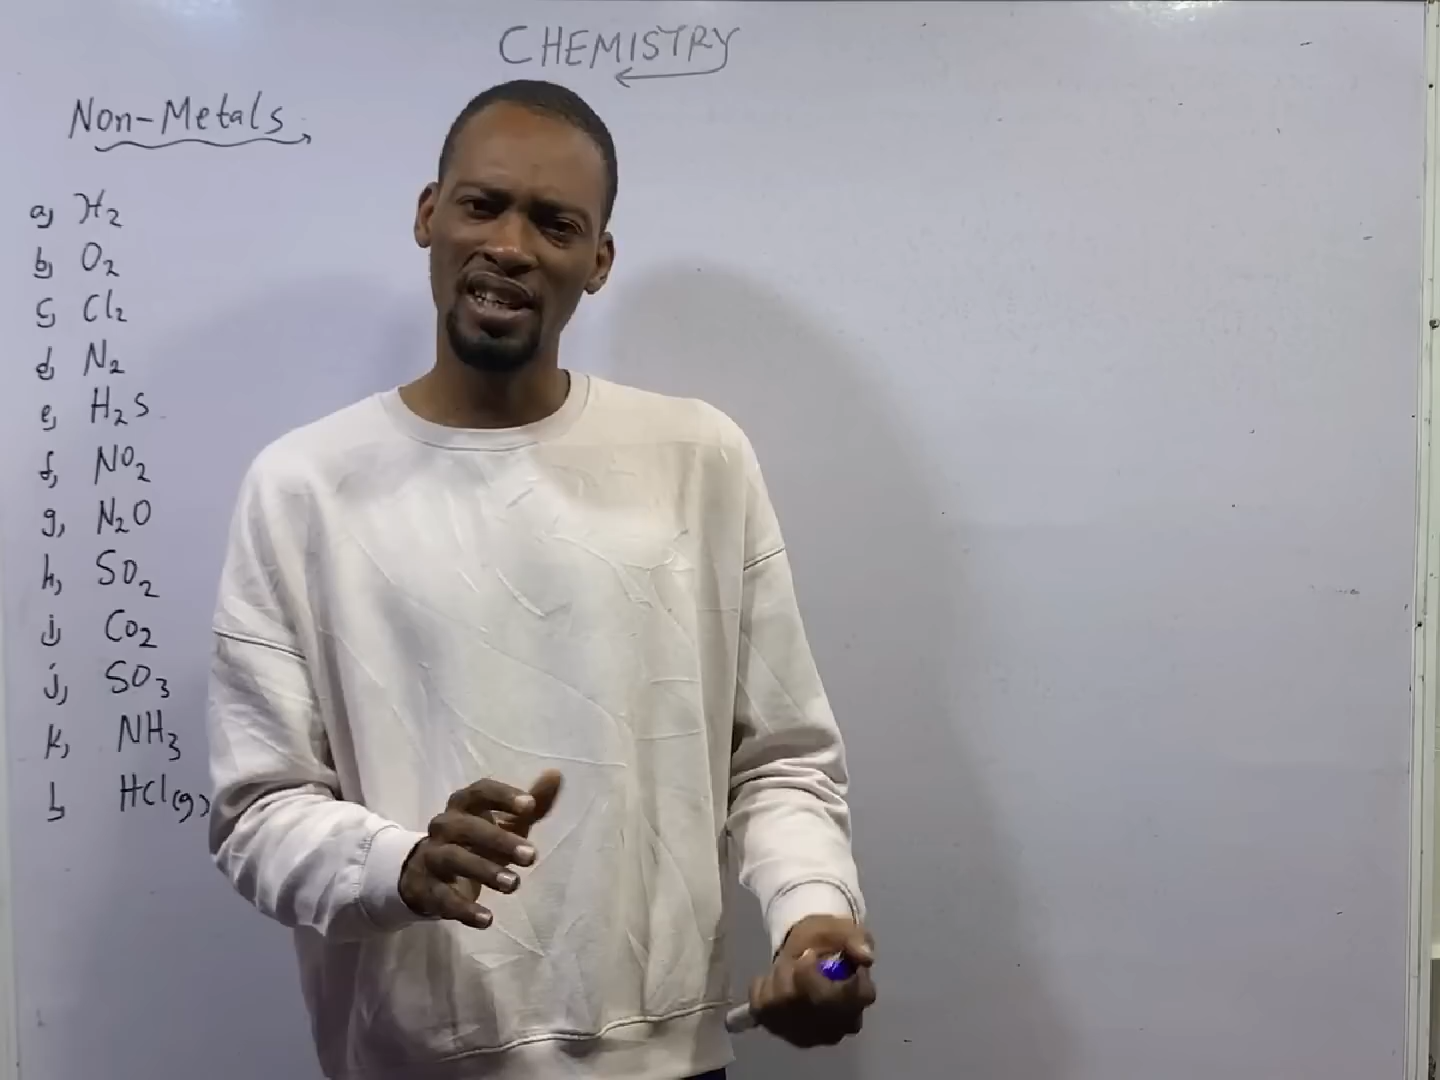 CHEMISTRY
Non-Metals
a, H2
b, O2
c, Cl2
d, N2
e, H2S
f, NO2
g, N2O
h, SO2
i, CO2
j, SO3
k, NH3
l, HCl(g)